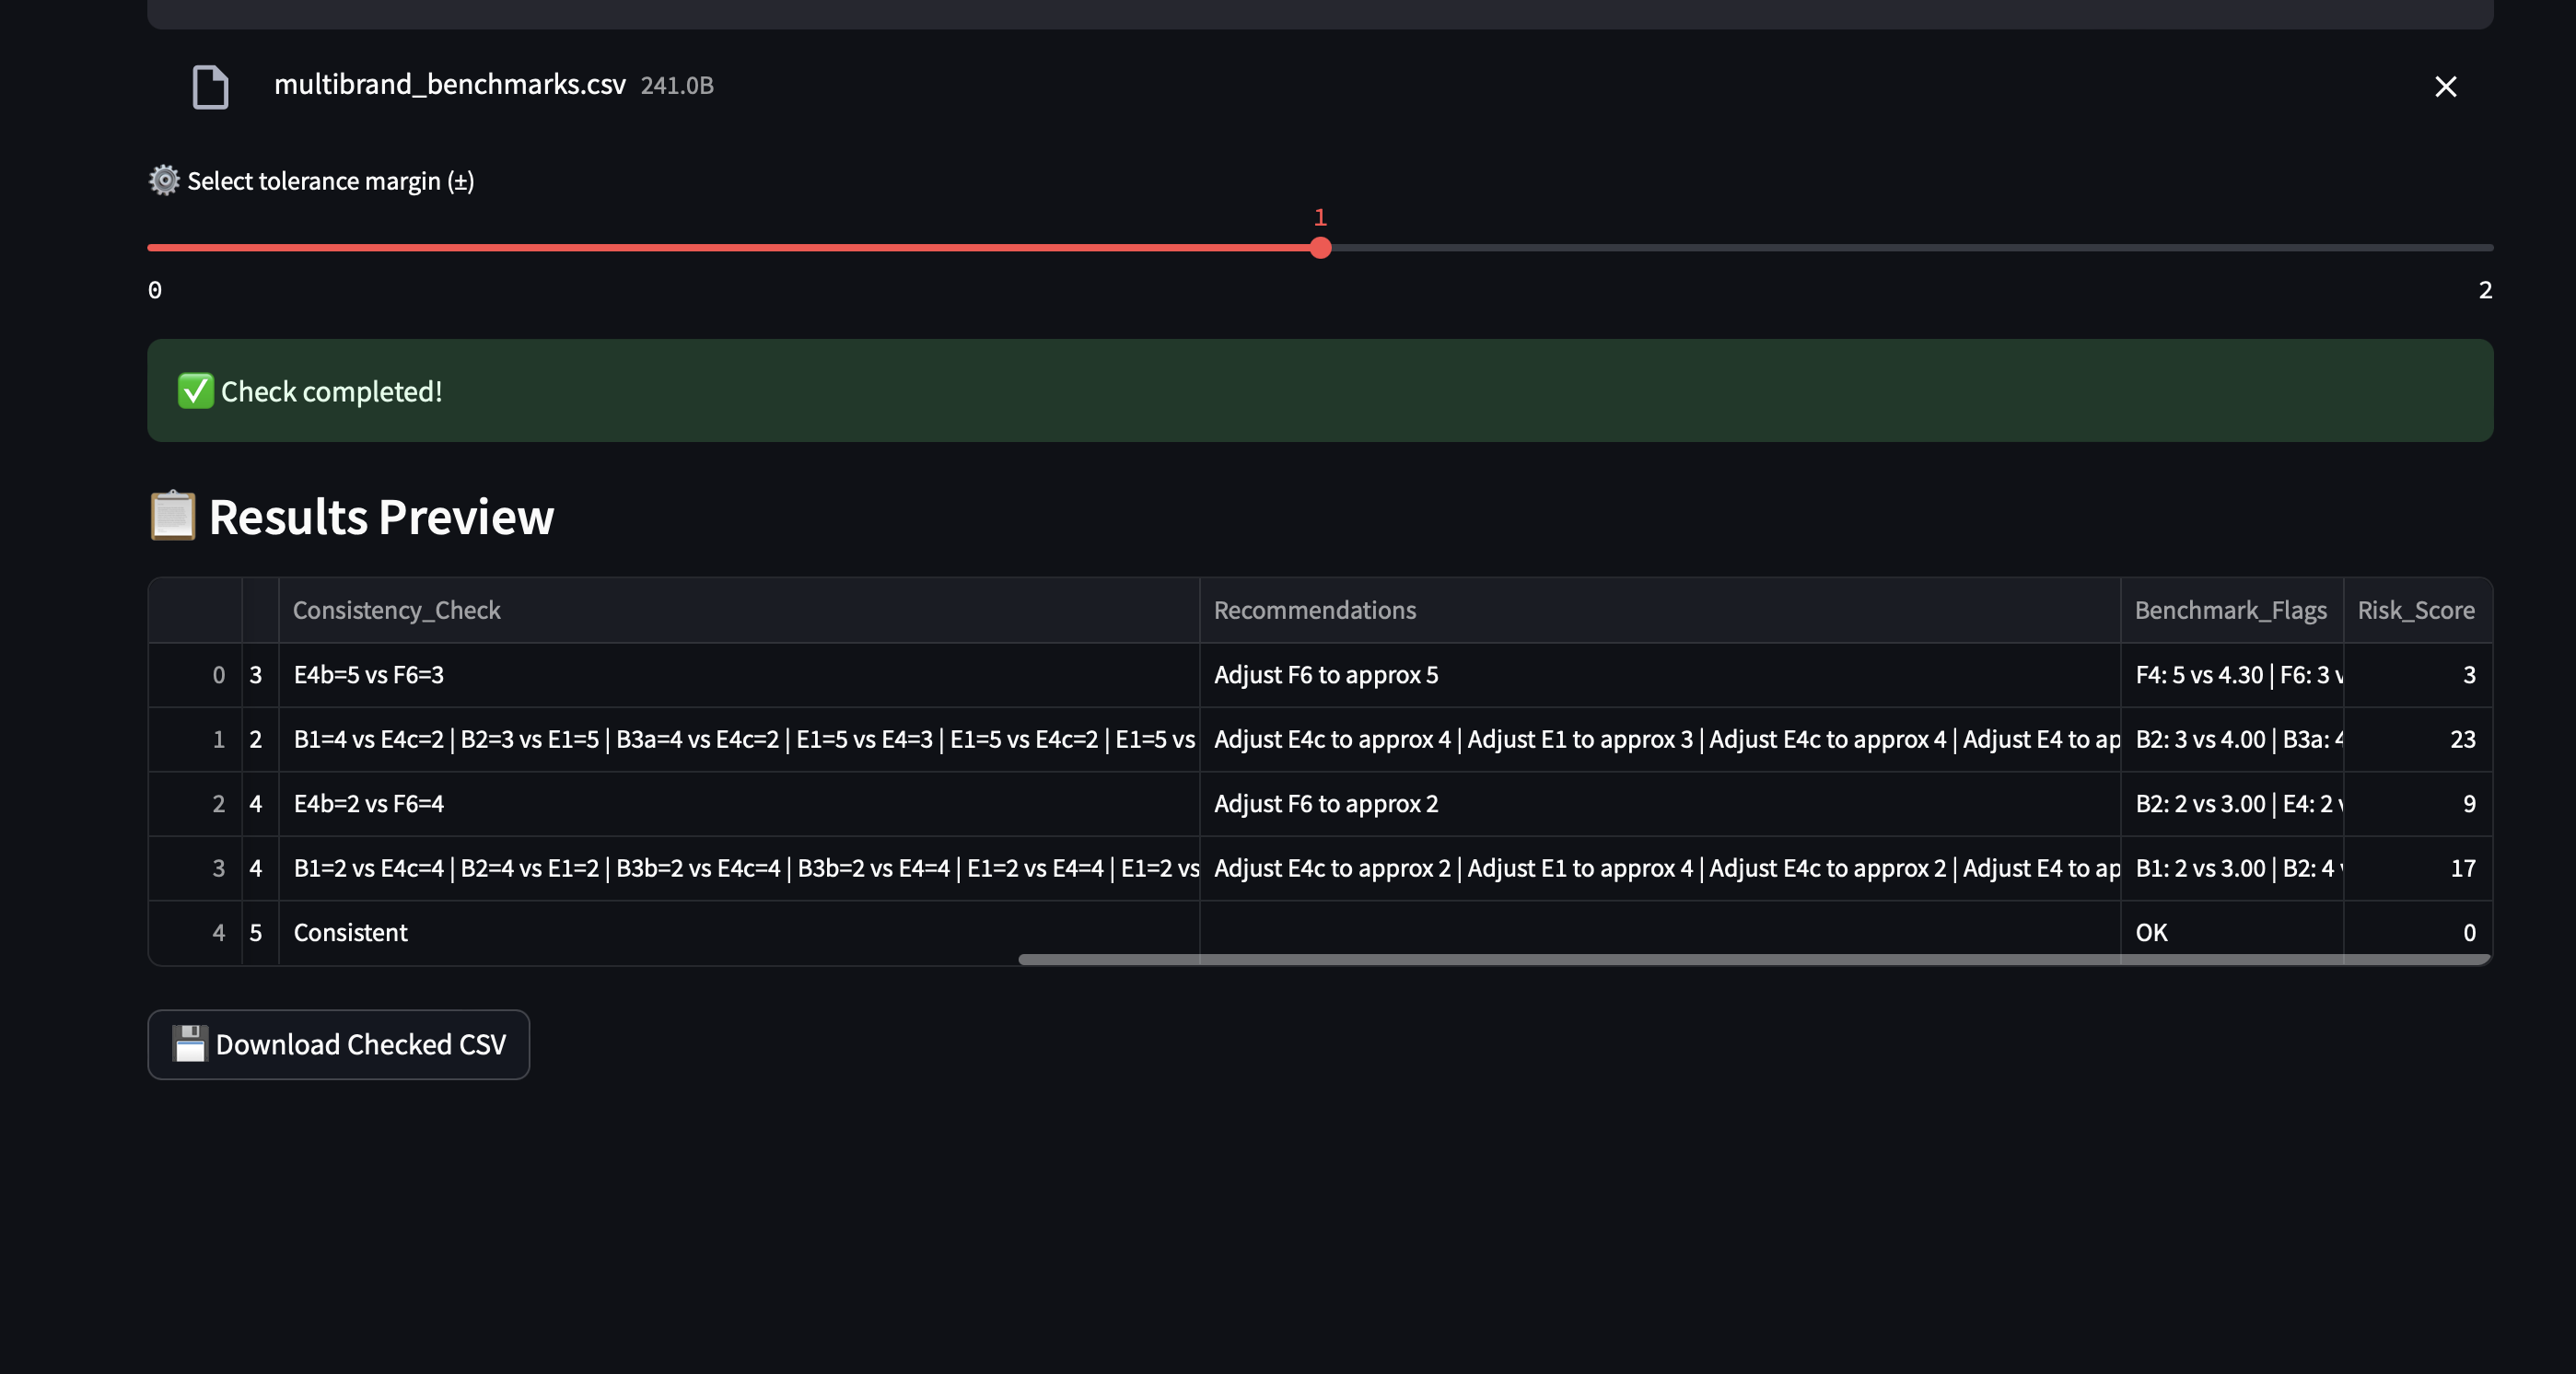 multibrand_benchmarks.csv 241.0B
⚙️ Select tolerance margin (±)
1
0 2
✅ Check completed!
📋 Results Preview
Consistency_Check Recommendations Benchmark_Flags Risk_Score
0 3 E4b=5 vs F6=3 Adjust F6 to approx 5 F4: 5 vs 4.30 | F6: 3 v 3
1 2 B1=4 vs E4c=2 | B2=3 vs E1=5 | B3a=4 vs E4c=2 | E1=5 vs E4=3 | E1=5 vs E4c=2 | E1=5 vs Adjust E4c to approx 4 | Adjust E1 to approx 3 | Adjust E4c to approx 4 | Adjust E4 to ap B2: 3 vs 4.00 | B3a: 4 23
2 4 E4b=2 vs F6=4 Adjust F6 to approx 2 B2: 2 vs 3.00 | E4: 2 v 9
3 4 B1=2 vs E4c=4 | B2=4 vs E1=2 | B3b=2 vs E4c=4 | B3b=2 vs E4=4 | E1=2 vs E4=4 | E1=2 vs Adjust E4c to approx 2 | Adjust E1 to approx 4 | Adjust E4c to approx 2 | Adjust E4 to ap B1: 2 vs 3.00 | B2: 4 17
4 5 Consistent OK 0
💾 Download Checked CSV